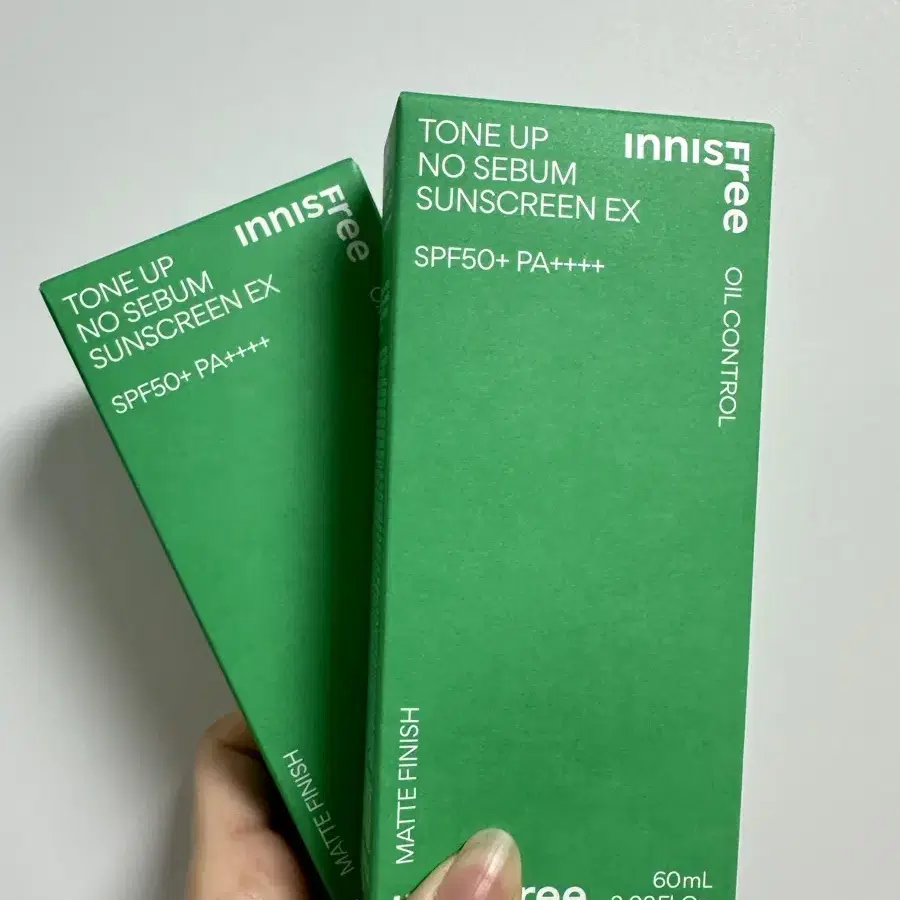 TONE UP
NO SEBUM
SUNSCREEN EX
SPF50+ PA++++
INNISFree
MATTE FINISH
TONE UP
NO SEBUM
SUNSCREEN EX
SPF50+ PA++++
INNISFree
OIL CONTROL
MATTE FINISH
60mL